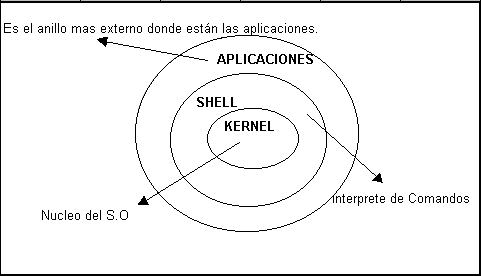 Es el anillo mas externo donde están las aplicaciones.
APLICACIONES
SHELL
KERNEL
Interprete de Comandos
Nucleo del S.O